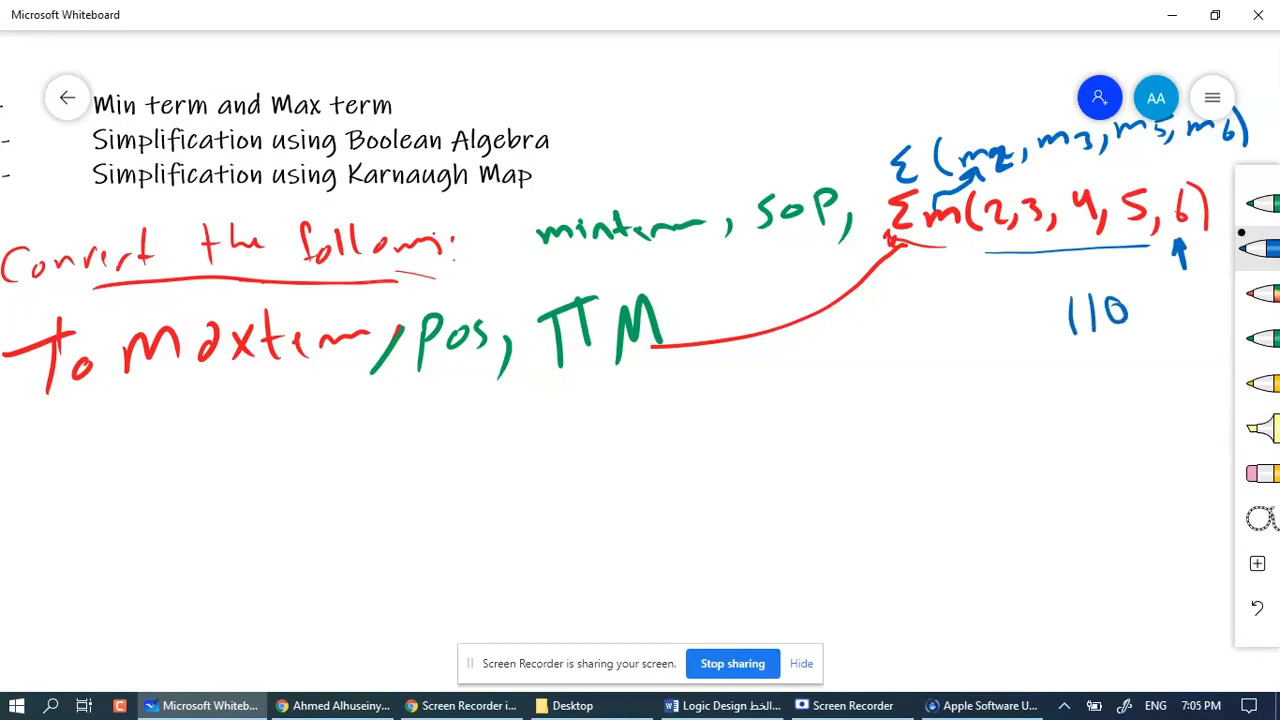 Microsoft Whiteboard
- Min term and Max term
- Simplification using Boolean Algebra
- Simplification using Karnaugh Map
AA
Σ (m2, m3, m5, m6)
minterm, SOP, Σm(2,3, 4, 5, 6)
Convert the following:
To Maxterm/POS, ΠM
110
Screen Recorder is sharing your screen. Stop sharing Hide
Microsoft Whiteb... Ahmed Alhuseiny... Screen Recorder i... Desktop Logic Design الخط... Screen Recorder Apple Software U... ENG 7:05 PM